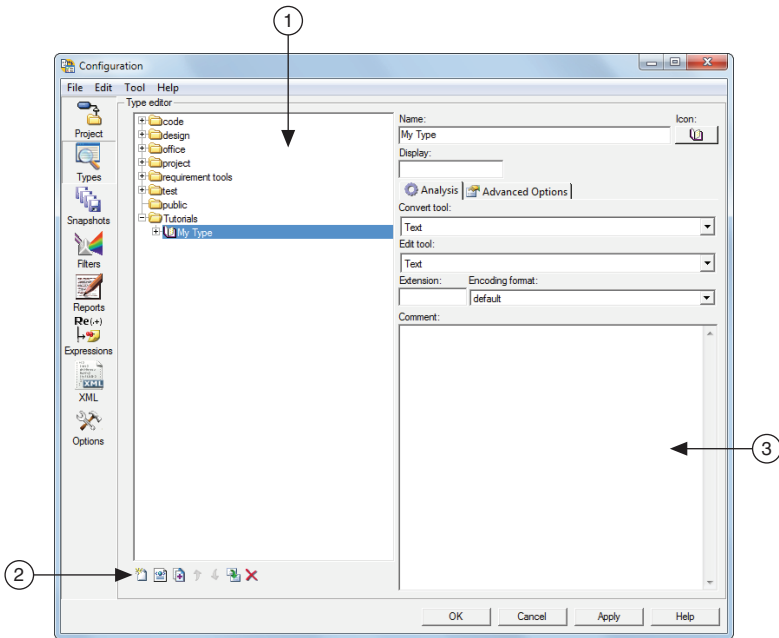 1
Configuration
File Edit Tool Help
Project
Types
Snapshots
Filters
Reports
Re(.+)
Expressions
XML
XML
Options
Type editor
code
design
office
project
requirement tools
test
public
Tutorials
My Type
Name:
Icon:
My Type
Display:
Analysis
Advanced Options
Convert tool:
Text
Edit tool:
Text
Extension:
Encoding format:
default
Comment:
3
2
OK
Cancel
Apply
Help